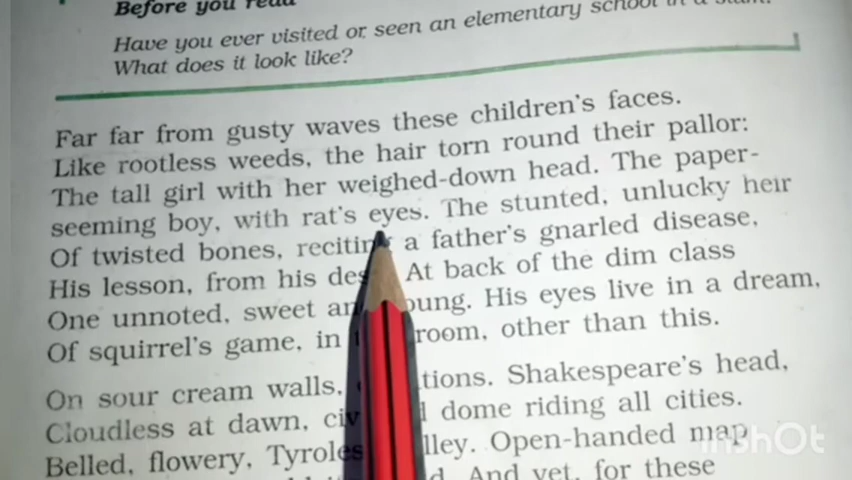 Before you read
Have you ever visited or seen an elementary school in a slum?
What does it look like?
Far far from gusty waves these children's faces.
Like rootless weeds, the hair torn round their pallor:
The tall girl with her weighed-down head. The paper-
seeming boy, with rat's eyes. The stunted, unlucky heir
Of twisted bones, reciting a father's gnarled disease,
His lesson, from his desk. At back of the dim class
One unnoted, sweet and young. His eyes live in a dream,
Of squirrel's game, in room, other than this.
On sour cream walls, Shakespeare's head,
Cloudless at dawn, dome riding all cities.
Belled, flowery, Open-handed map
And yet, for these
InShOt